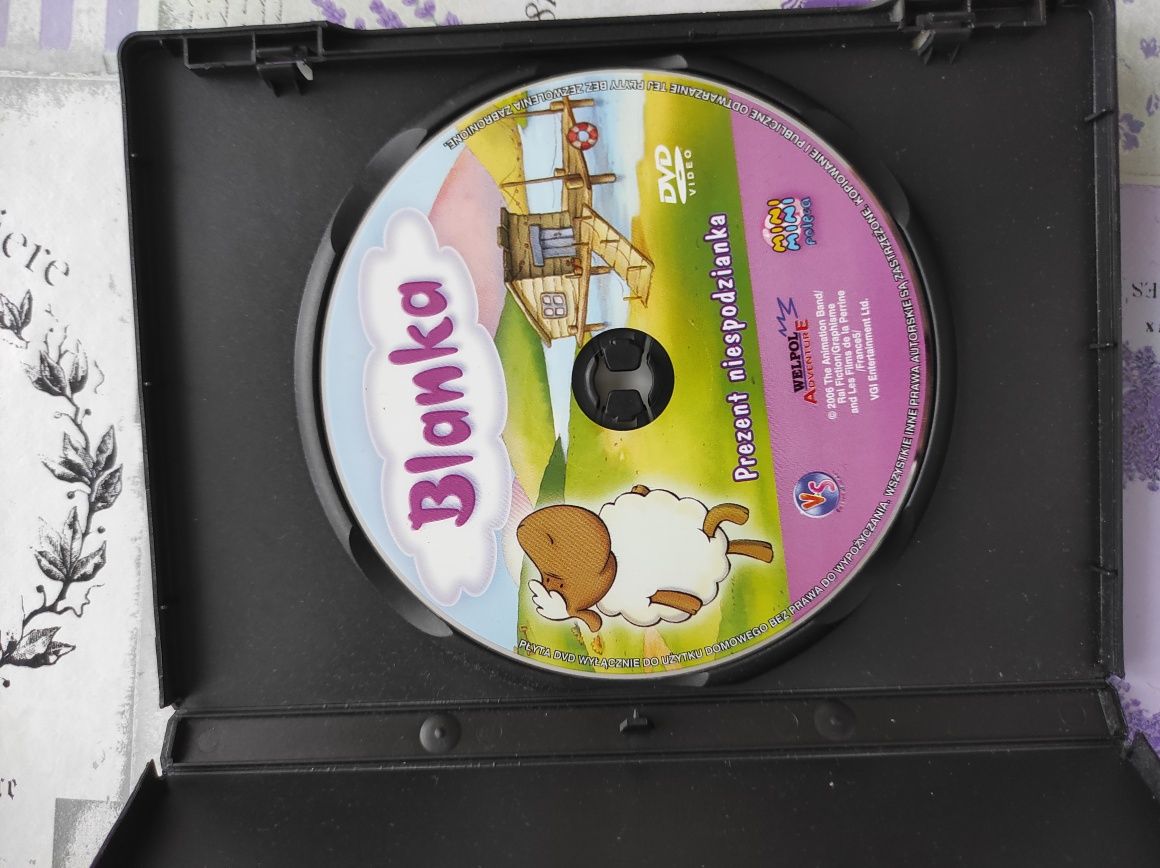 Blanka
DVD
VIDEO
Prezent niespodzianka
MiNi
MiNi
polska
WELPOL
ADVENTURE
© 2006 The Animation Band/
Rai Fiction/Graphisme
and Les Films de la Perrine
/France5/
VGI Entertainment Ltd.
VS
PŁYTA DVD WYŁĄCZNIE DO UŻYTKU DOMOWEGO BEZ PRAWA DO WYPOŻYCZANIA. WSZYSTKIE INNE PRAWA AUTORSKIE SĄ ZASTRZEŻONE. KOPIOWANIE I PUBLICZNE ODTWARZANIE TEJ PŁYTY BEZ ZEZWOLENIA ZABRONIONE.